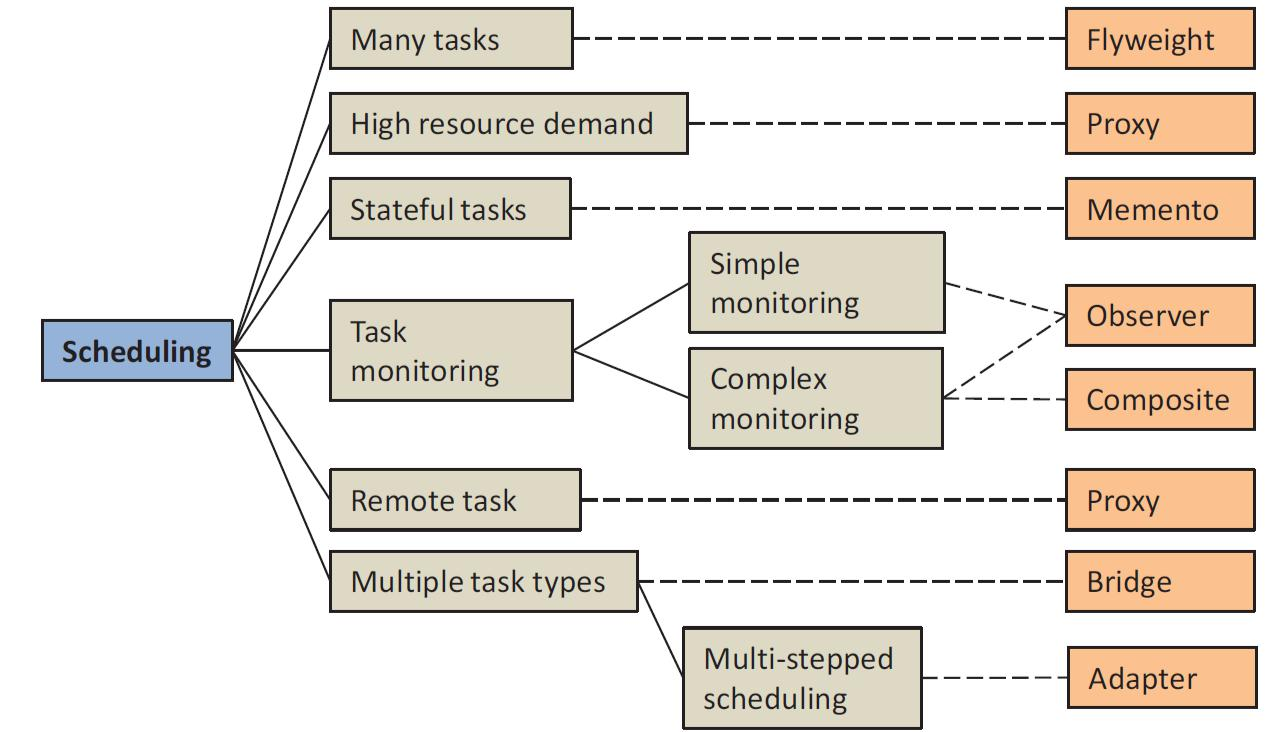 Many tasks
Flyweight
High resource demand
Proxy
Stateful tasks
Memento
Simple
monitoring
Observer
Scheduling
Task
monitoring
Complex
monitoring
Composite
Remote task
Proxy
Multiple task types
Bridge
Multi-stepped
scheduling
Adapter